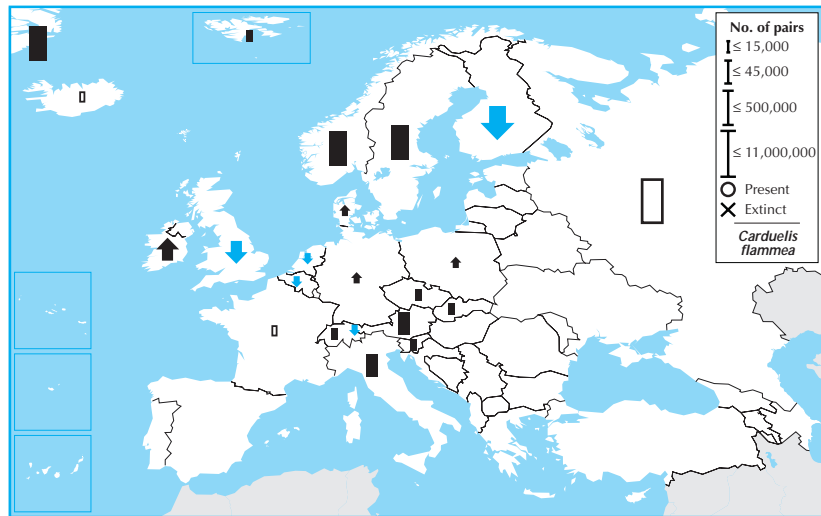 No. of pairs
≤ 15,000
≤ 45,000
≤ 500,000
≤ 11,000,000
Present
Extinct
Carduelis
flammea